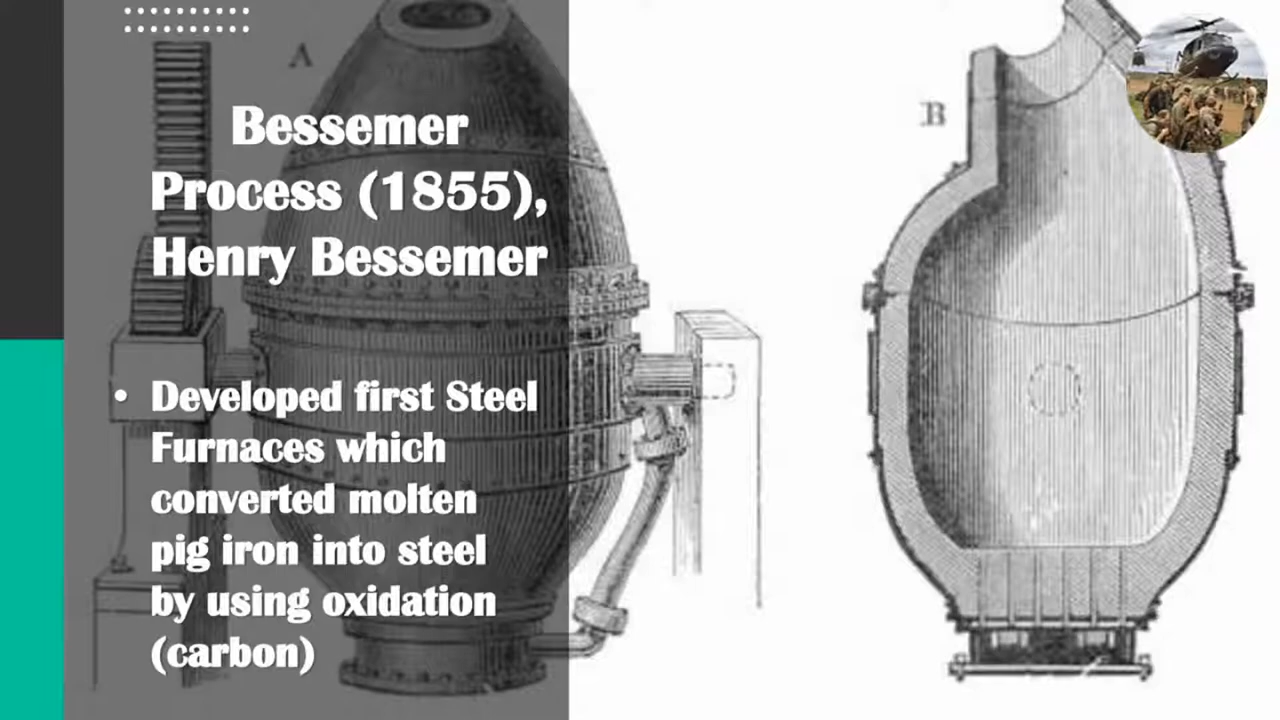 A
B
Bessemer
Process (1855),
Henry Bessemer
• Developed first Steel
Furnaces which
converted molten
pig iron into steel
by using oxidation
(carbon)